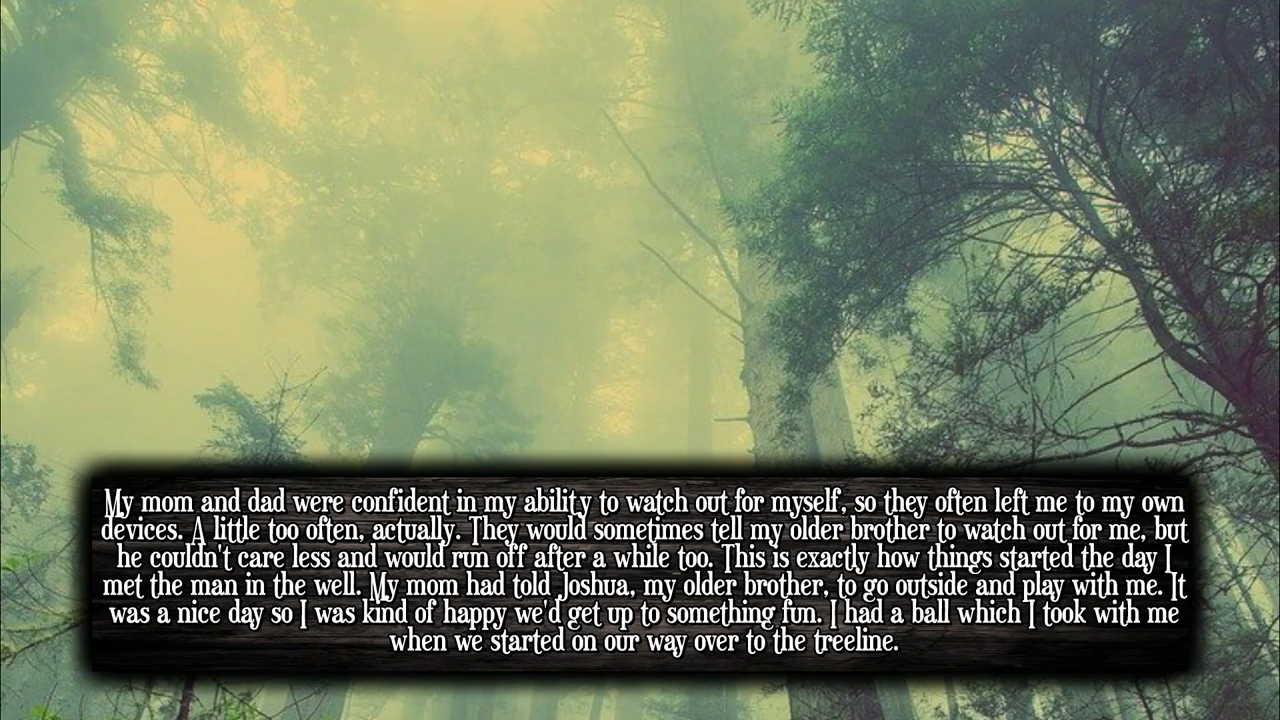 My mom and dad were confident in my ability to watch out for myself, so they often left me to my own
devices. A little too often, actually. They would sometimes tell my older brother to watch out for me, but
he couldn't care less and would run off after a while too. This is exactly how things started the day I
met the man in the well. My mom had told Joshua, my older brother, to go outside and play with me. It
was a nice day so I was kind of happy we'd get up to something fun. I had a ball which I took with me
when we started on our way over to the treeline.